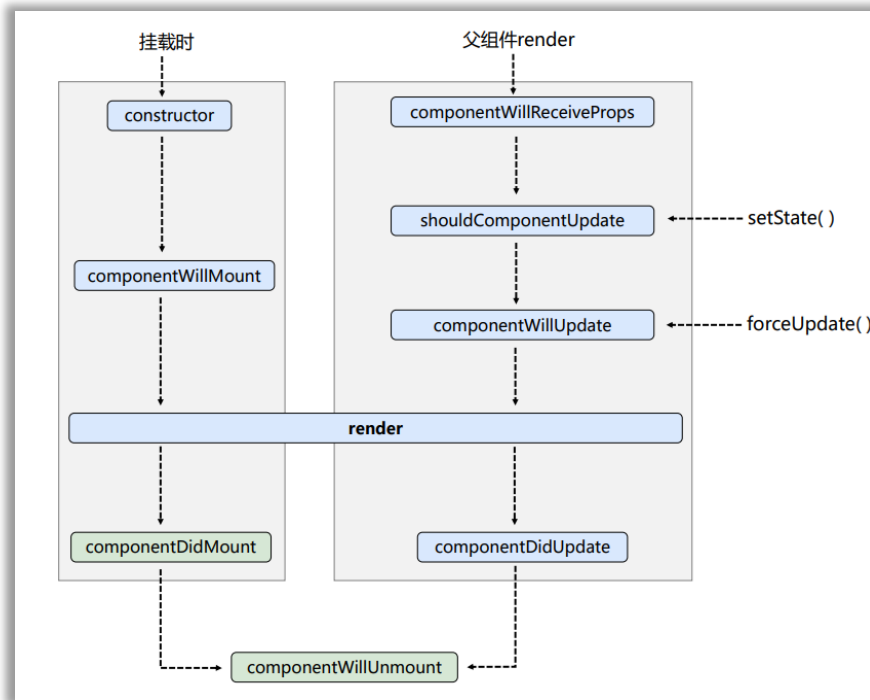 挂载时
constructor
componentWillMount
父组件render
componentWillReceiveProps
shouldComponentUpdate
setState( )
componentWillUpdate
forceUpdate( )
render
componentDidMount
componentDidUpdate
componentWillUnmount